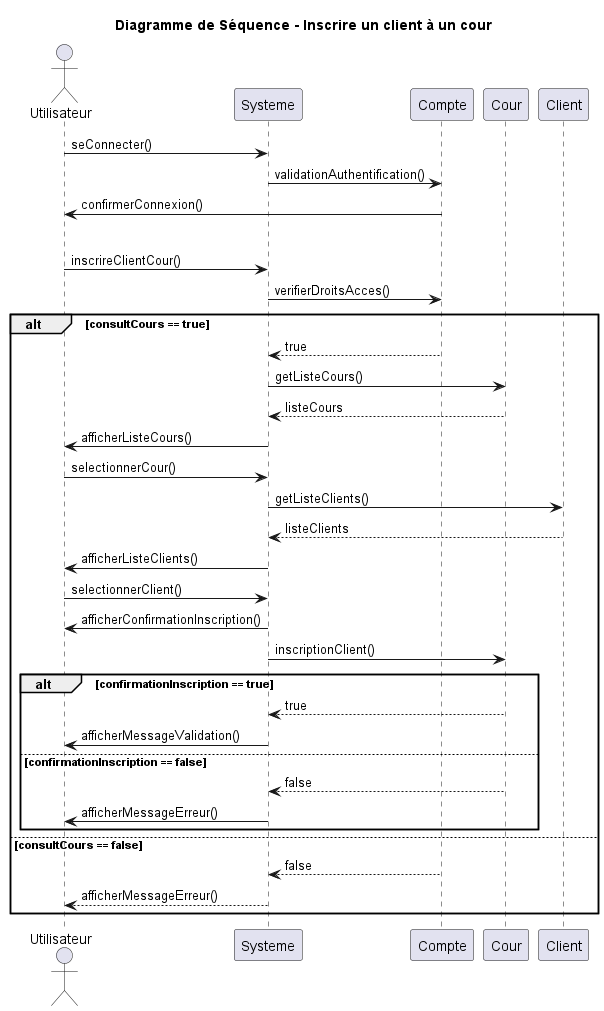 Diagramme de Séquence - Inscrire un client à un cour
Utilisateur Systeme Compte Cour Client
seConnecter()
validationAuthentification()
confirmerConnexion()
inscrireClientCour()
verifierDroitsAcces()
alt [consultCours == true]
true
getListeCours()
listeCours
afficherListeCours()
selectionnerCour()
getListeClients()
listeClients
afficherListeClients()
selectionnerClient()
afficherConfirmationInscription()
inscriptionClient()
alt [confirmationInscription == true]
true
afficherMessageValidation()
[confirmationInscription == false]
false
afficherMessageErreur()
[consultCours == false]
false
afficherMessageErreur()
Utilisateur Systeme Compte Cour Client